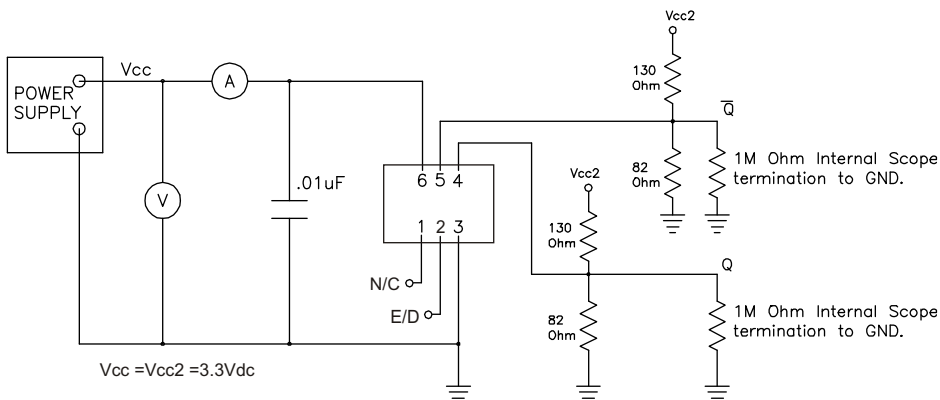 Vcc2
Vcc
A
130
Ohm
Q̅
POWER
SUPPLY
82
Ohm
1M Ohm Internal Scope
termination to GND.
V
.01uF
6 5 4
Vcc2
1 2 3
130
Ohm
N/C
Q
E/D
82
Ohm
1M Ohm Internal Scope
termination to GND.
Vcc =Vcc2 =3.3Vdc